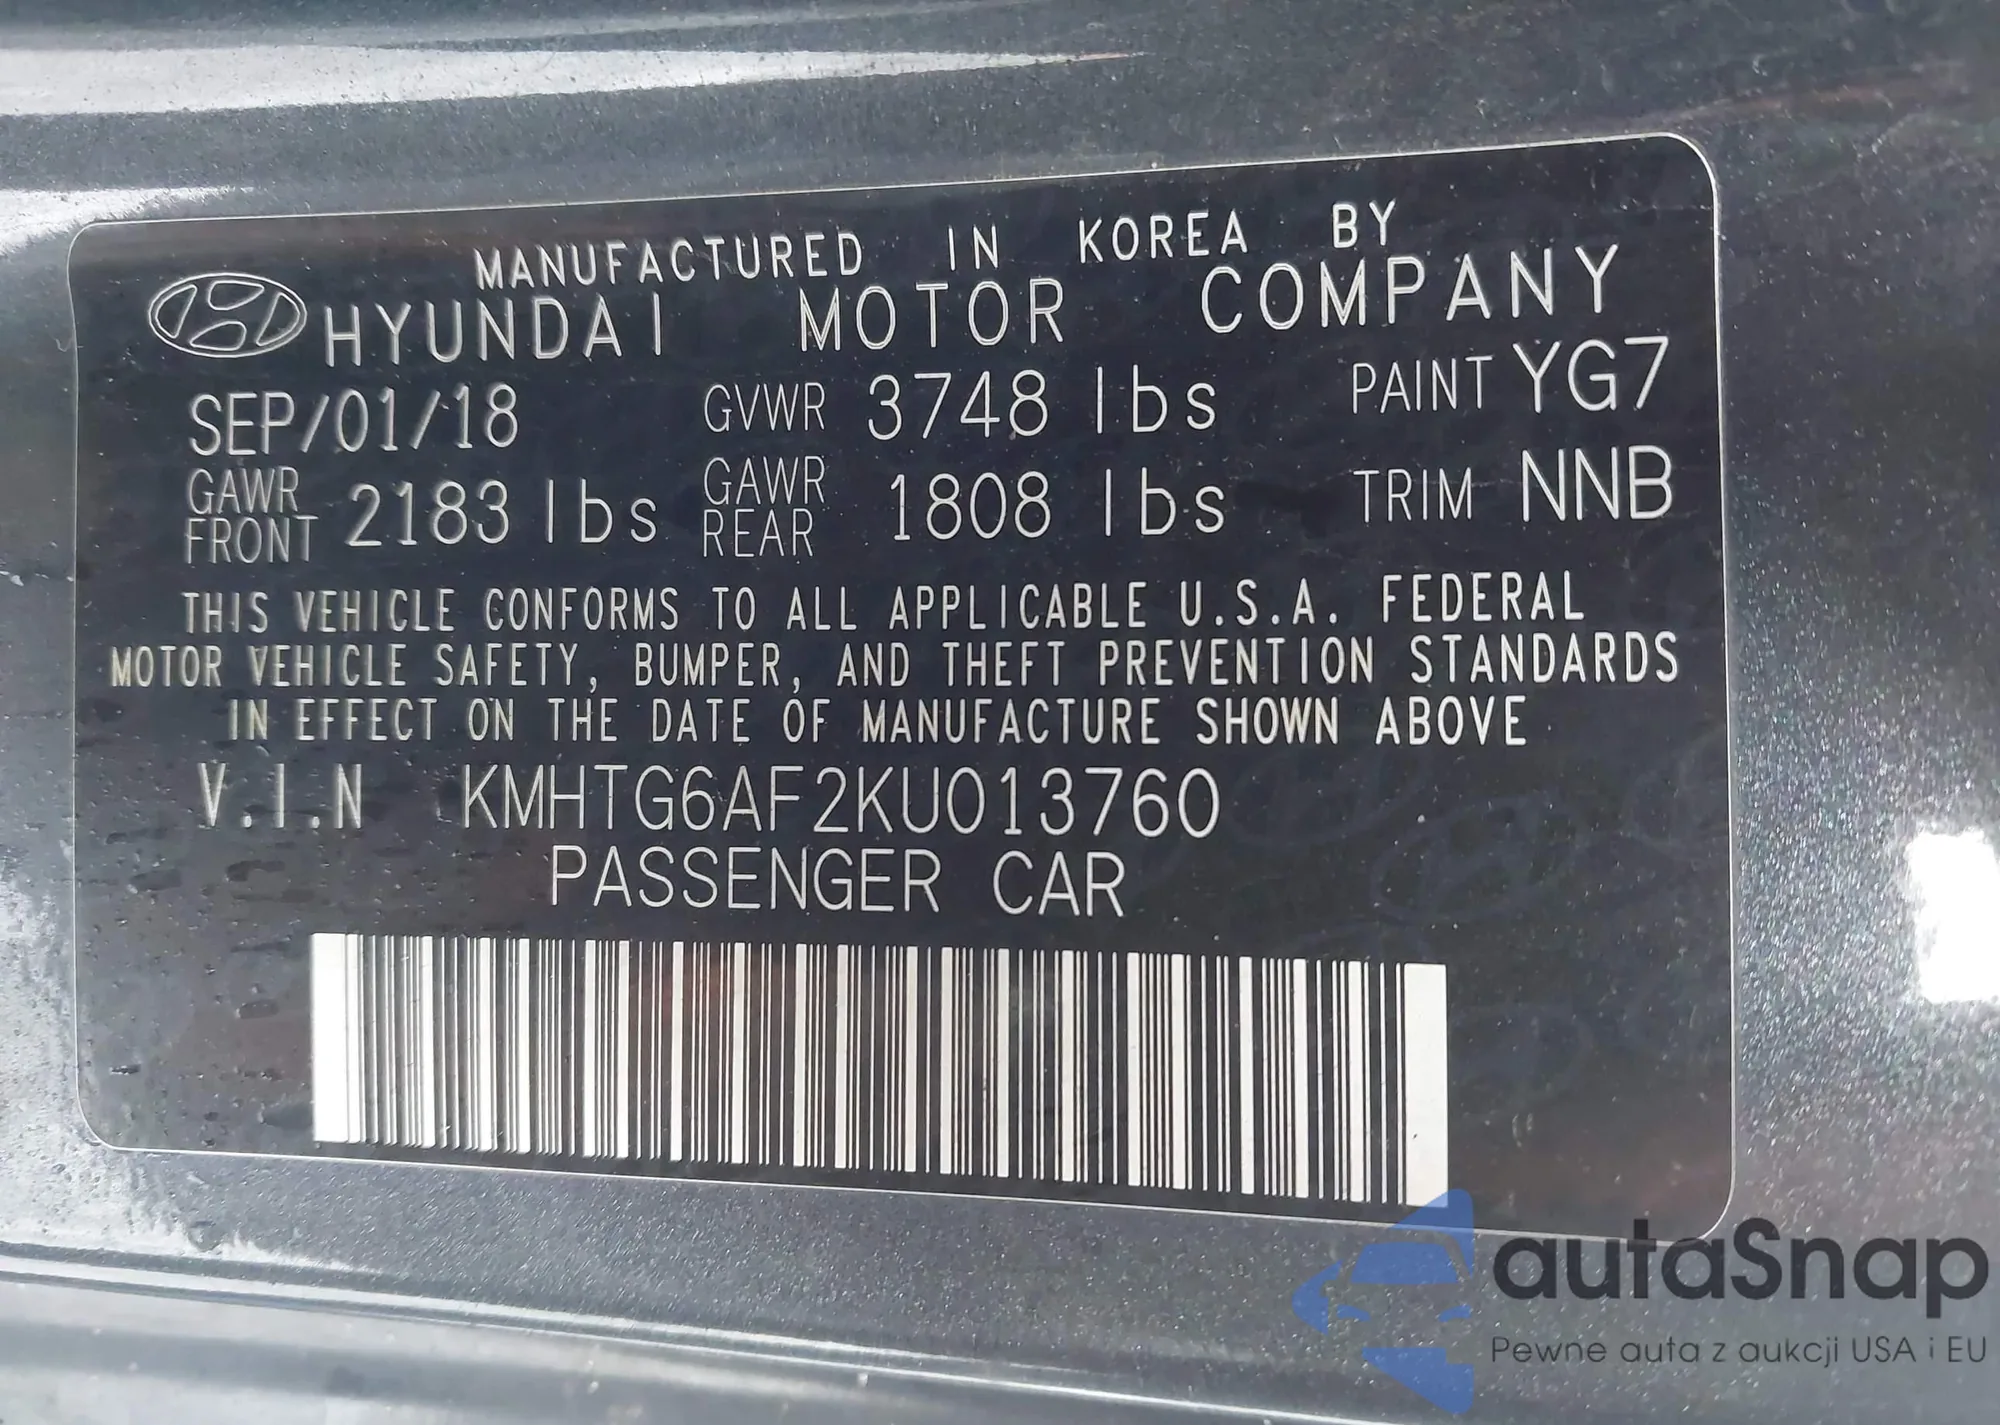 MANUFACTURED IN KOREA BY
HYUNDAI MOTOR COMPANY
SEP/01/18 GVWR 3748 lbs PAINT YG7
GAWR FRONT 2183 lbs GAWR REAR 1808 lbs TRIM NNB
THIS VEHICLE CONFORMS TO ALL APPLICABLE U.S.A. FEDERAL
MOTOR VEHICLE SAFETY, BUMPER, AND THEFT PREVENTION STANDARDS
IN EFFECT ON THE DATE OF MANUFACTURE SHOWN ABOVE
V.I.N KMHTG6AF2KU013760
PASSENGER CAR
autaSnap
Pewne auta z aukcji USA i EU